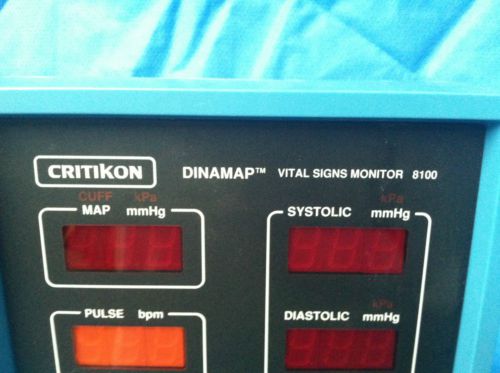 CRITIKON DINAMAP™ VITAL SIGNS MONITOR 8100
CUFF kPa
MAP mmHg
kPa
SYSTOLIC mmHg
PULSE bpm
kPa
DIASTOLIC mmHg